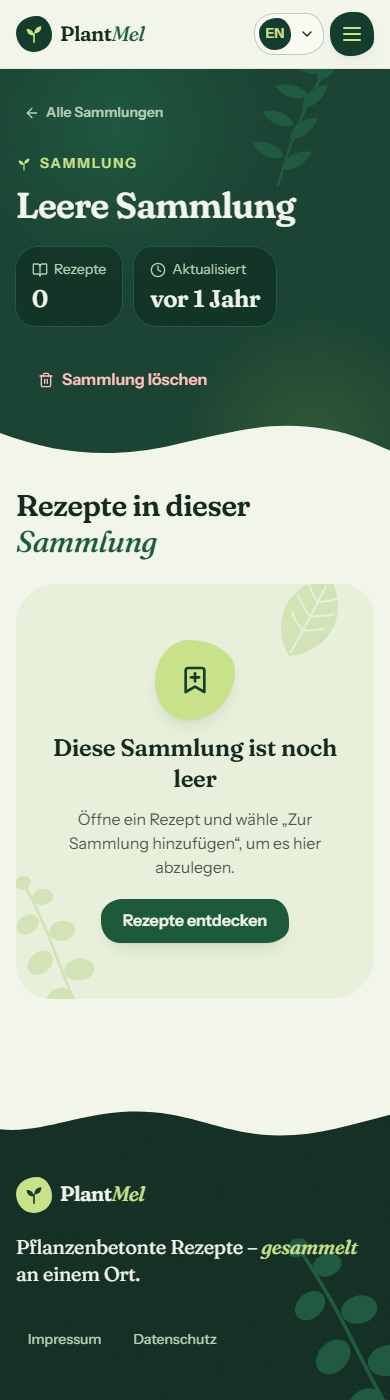 PlantMel
EN
Alle Sammlungen
SAMMLUNG
Leere Sammlung
Rezepte
0
Aktualisiert
vor 1 Jahr
Sammlung löschen
Rezepte in dieser
Sammlung
Diese Sammlung ist noch
leer
Öffne ein Rezept und wähle „Zur
Sammlung hinzufügen“, um es hier
abzulegen.
Rezepte entdecken
PlantMel
Pflanzenbetonte Rezepte – gesammelt
an einem Ort.
Impressum
Datenschutz